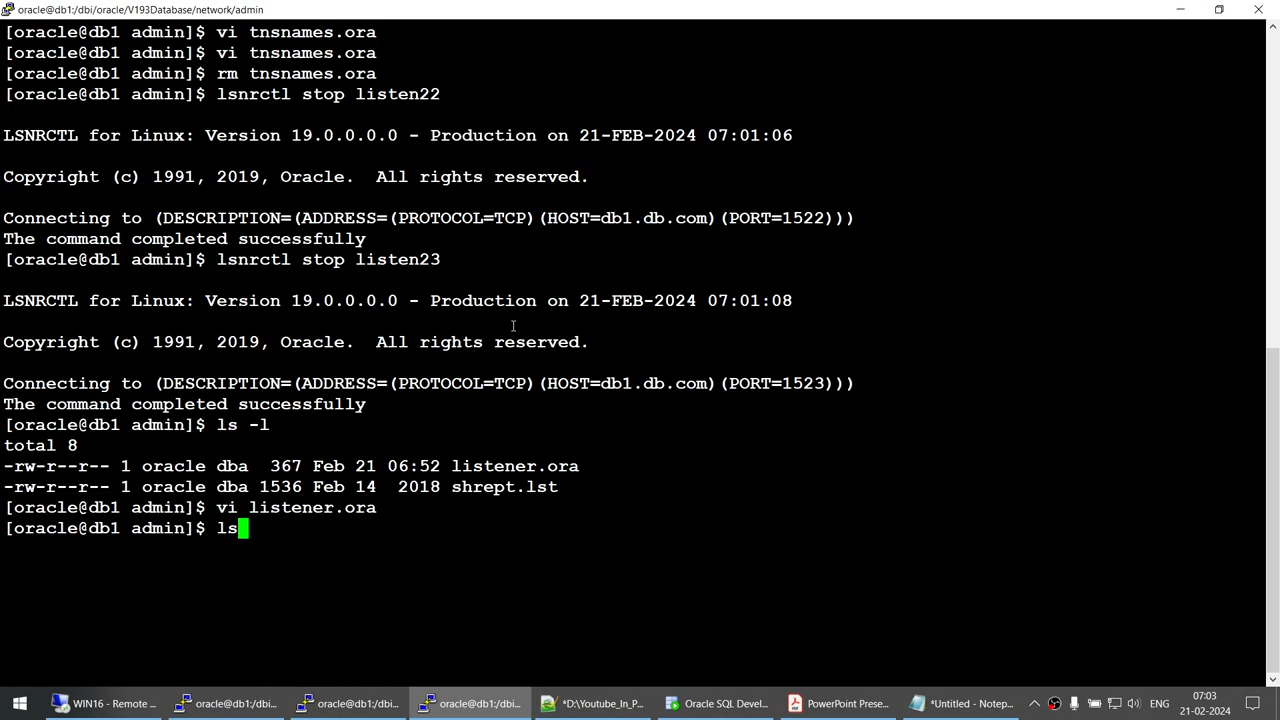 oracle@db1:/dbi/oracle/V193Database/network/admin
[oracle@db1 admin]$ vi tnsnames.ora
[oracle@db1 admin]$ vi tnsnames.ora
[oracle@db1 admin]$ rm tnsnames.ora
[oracle@db1 admin]$ lsnrctl stop listen22
LSNRCTL for Linux: Version 19.0.0.0.0 - Production on 21-FEB-2024 07:01:06
Copyright (c) 1991, 2019, Oracle.  All rights reserved.
Connecting to (DESCRIPTION=(ADDRESS=(PROTOCOL=TCP)(HOST=db1.db.com)(PORT=1522)))
The command completed successfully
[oracle@db1 admin]$ lsnrctl stop listen23
LSNRCTL for Linux: Version 19.0.0.0.0 - Production on 21-FEB-2024 07:01:08
Copyright (c) 1991, 2019, Oracle.  All rights reserved.
Connecting to (DESCRIPTION=(ADDRESS=(PROTOCOL=TCP)(HOST=db1.db.com)(PORT=1523)))
The command completed successfully
[oracle@db1 admin]$ ls -l
total 8
-rw-r--r-- 1 oracle dba  367 Feb 21 06:52 listener.ora
-rw-r--r-- 1 oracle dba 1536 Feb 14  2018 shrept.lst
[oracle@db1 admin]$ vi listener.ora
[oracle@db1 admin]$ ls
WIN16 - Remote ... oracle@db1:/dbi... oracle@db1:/dbi... oracle@db1:/dbi... *D:\Youtube_In_P... Oracle SQL Devel... PowerPoint Prese... *Untitled - Notep... ENG 07:03
21-02-2024